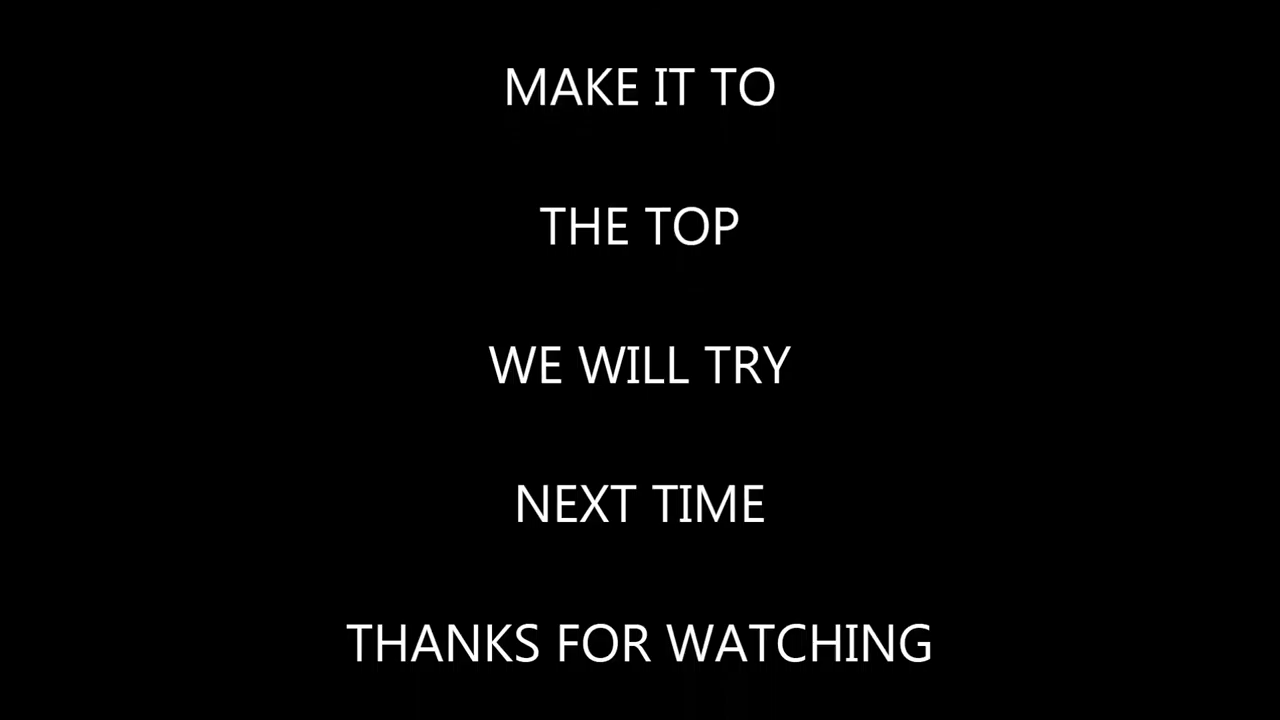 MAKE IT TO
THE TOP
WE WILL TRY
NEXT TIME
THANKS FOR WATCHING